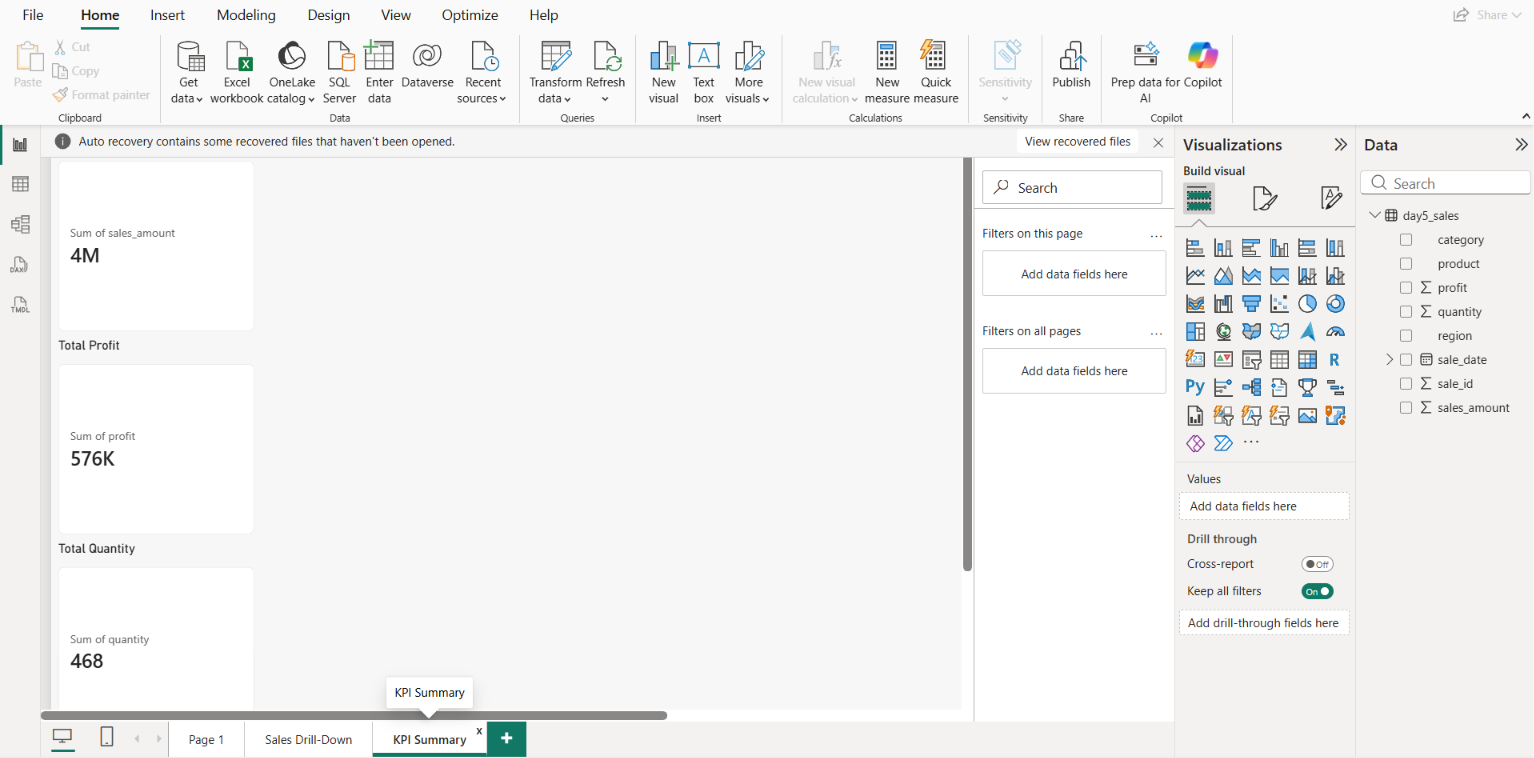 File Home Insert Modeling Design View Optimize Help Share
Paste Cut Copy Format painter
Clipboard
Get data Excel workbook OneLake catalog SQL Server Enter data Dataverse Recent sources
Data
Transform data Refresh
Queries
New visual Text box More visuals
Insert
New visual calculation New measure Quick measure
Calculations
Sensitivity
Sensitivity
Publish
Share
Prep data for AI Copilot
Copilot
Auto recovery contains some recovered files that haven't been opened. View recovered files
DAX
TMDL
Sum of sales_amount
4M
Total Profit
Sum of profit
576K
Total Quantity
Sum of quantity
468
KPI Summary
Page 1 Sales Drill-Down KPI Summary x +
Search
Filters on this page ...
Add data fields here
Filters on all pages ...
Add data fields here
Visualizations
Build visual
123
R
Py
...
Values
Add data fields here
Drill through
Cross-report Off
Keep all filters On
Add drill-through fields here
Data
Search
day5_sales
category
product
Σ profit
Σ quantity
region
sale_date
Σ sale_id
Σ sales_amount